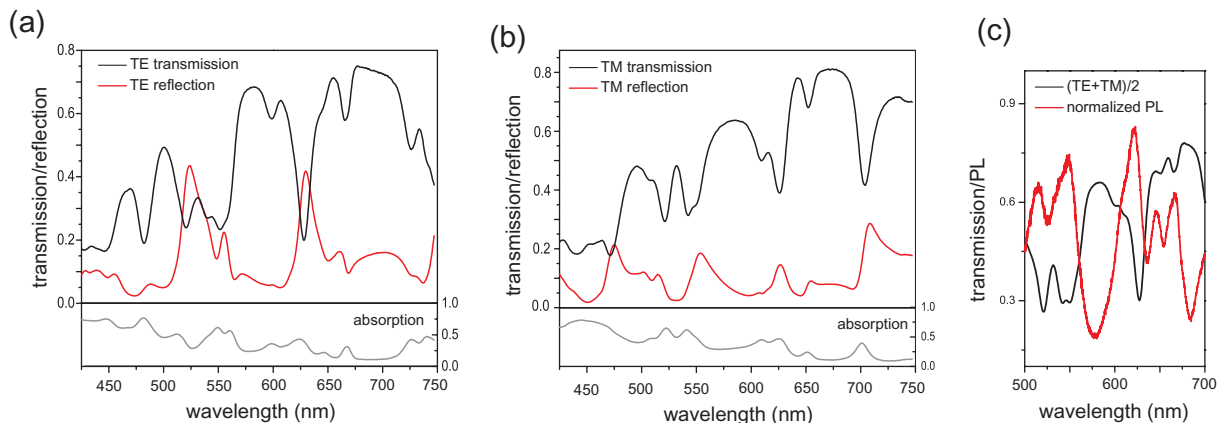 (a)
TE transmission
TE reflection
transmission/reflection
0.8
0.6
0.4
0.2
0.0
absorption
1.0
0.5
0.0
450 500 550 600 650 700 750
wavelength (nm)
(b)
TM transmission
TM reflection
transmission/reflection
0.8
0.6
0.4
0.2
0.0
absorption
1.0
0.5
0.0
450 500 550 600 650 700 750
wavelength (nm)
(c)
(TE+TM)/2
normalized PL
transmission/PL
0.9
0.6
0.3
500 600 700
wavelength (nm)